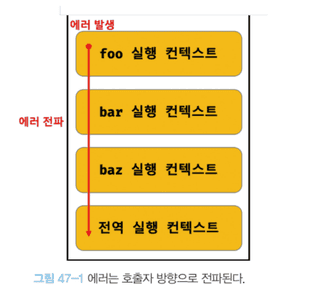 에러 발생
foo 실행 컨텍스트
bar 실행 컨텍스트
에러 전파
baz 실행 컨텍스트
전역 실행 컨텍스트
그림 47-1 에러는 호출자 방향으로 전파된다.